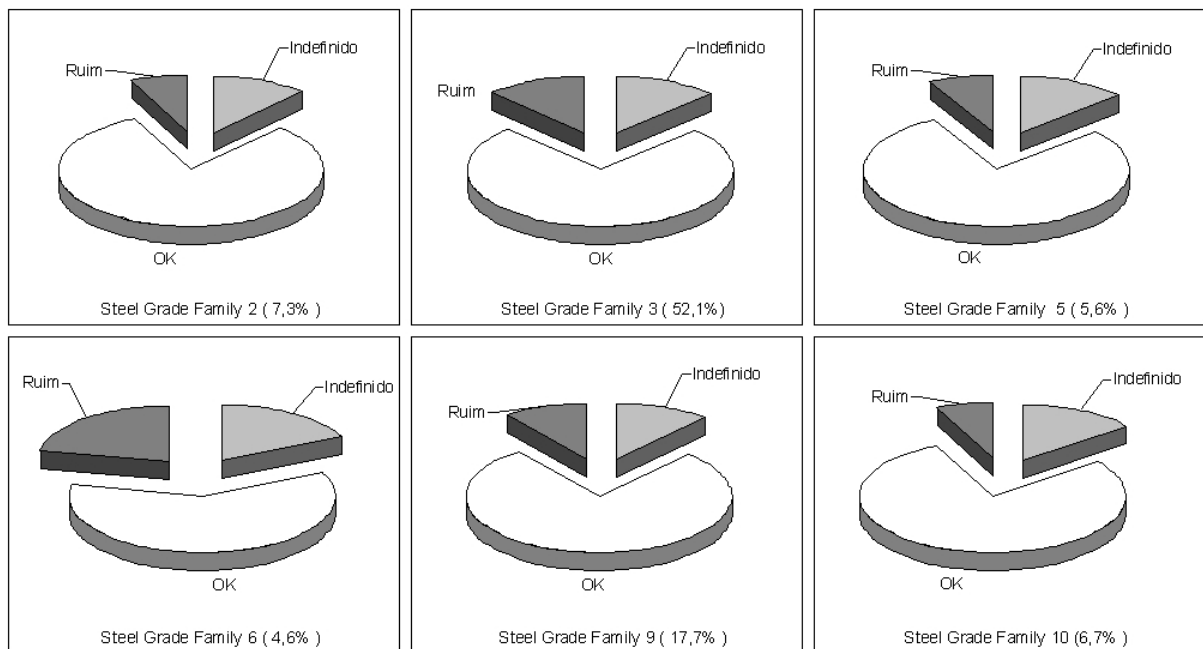 Ruim
Indefinido
OK
Steel Grade Family 2 ( 7,3% )
Ruim
Indefinido
OK
Steel Grade Family 3 ( 52,1% )
Ruim
Indefinido
OK
Steel Grade Family 5 ( 5,6% )
Ruim
Indefinido
OK
Steel Grade Family 6 ( 4,6% )
Ruim
Indefinido
OK
Steel Grade Family 9 ( 17,7% )
Ruim
Indefinido
OK
Steel Grade Family 10 (6,7% )